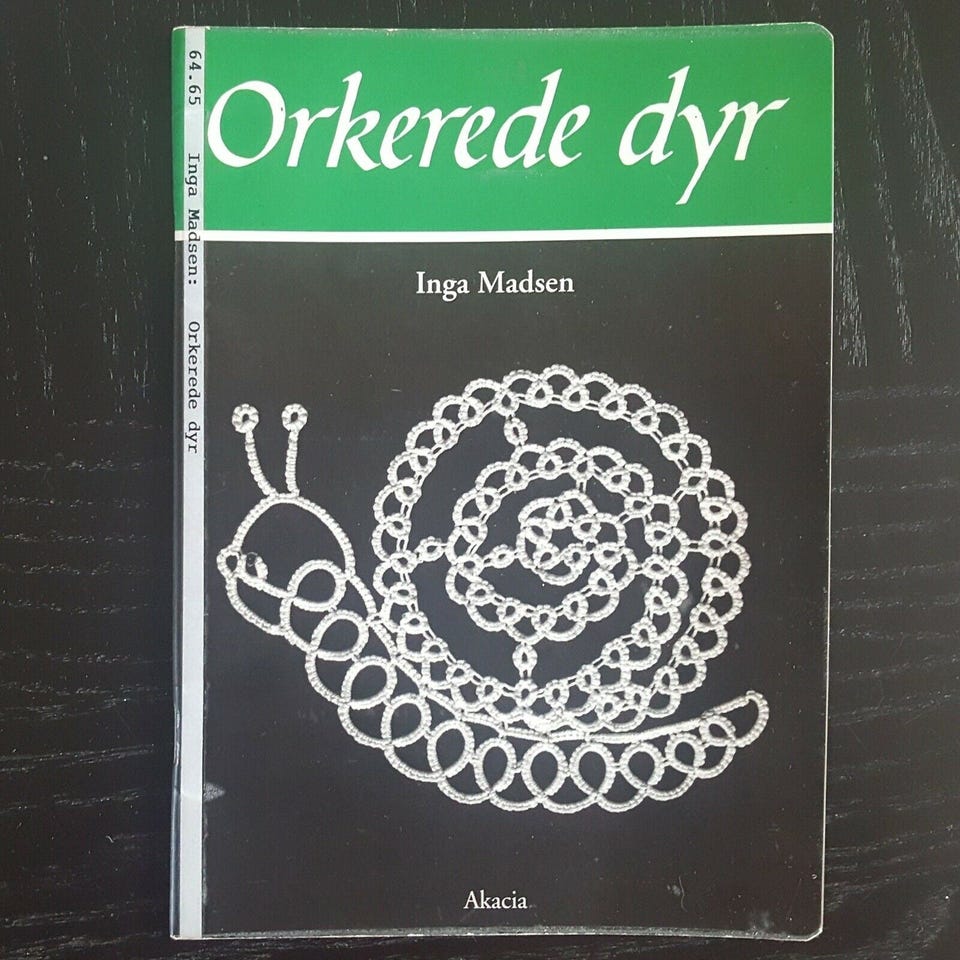 Orkerede dyr
Inga Madsen
Akacia
64.65 Inga Madsen: Orkerede dyr